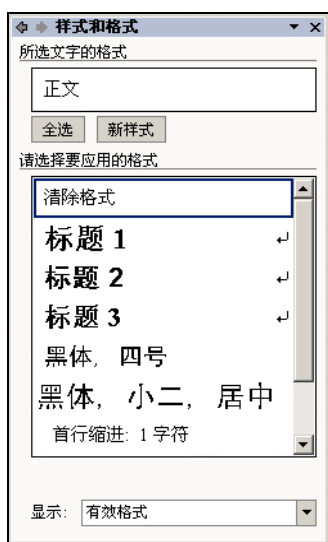 样式和格式
所选文字的格式
正文
全选 新样式
请选择要应用的格式
清除格式
标题 1
标题 2
标题 3
黑体, 四号
黑体, 小二, 居中
首行缩进: 1 字符
显示: 有效格式